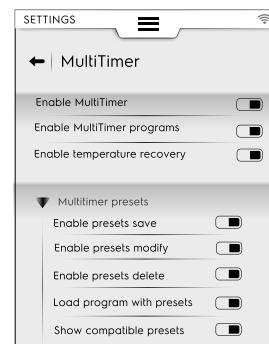 SETTINGS
MultiTimer
Enable MultiTimer
Enable MultiTimer programs
Enable temperature recovery
Multitimer presets
Enable presets save
Enable presets modify
Enable presets delete
Load program with presets
Show compatible presets